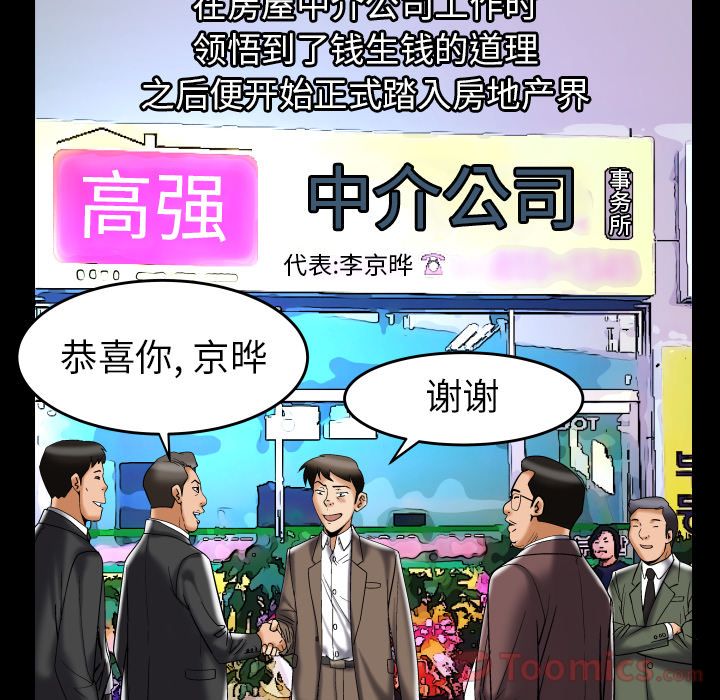 在房屋中介公司工作时
领悟到了钱生钱的道理
之后便开始正式踏入房地产界
高强
中介公司
事务所
代表:李京晔
恭喜你, 京晔
谢谢
Toomics.com